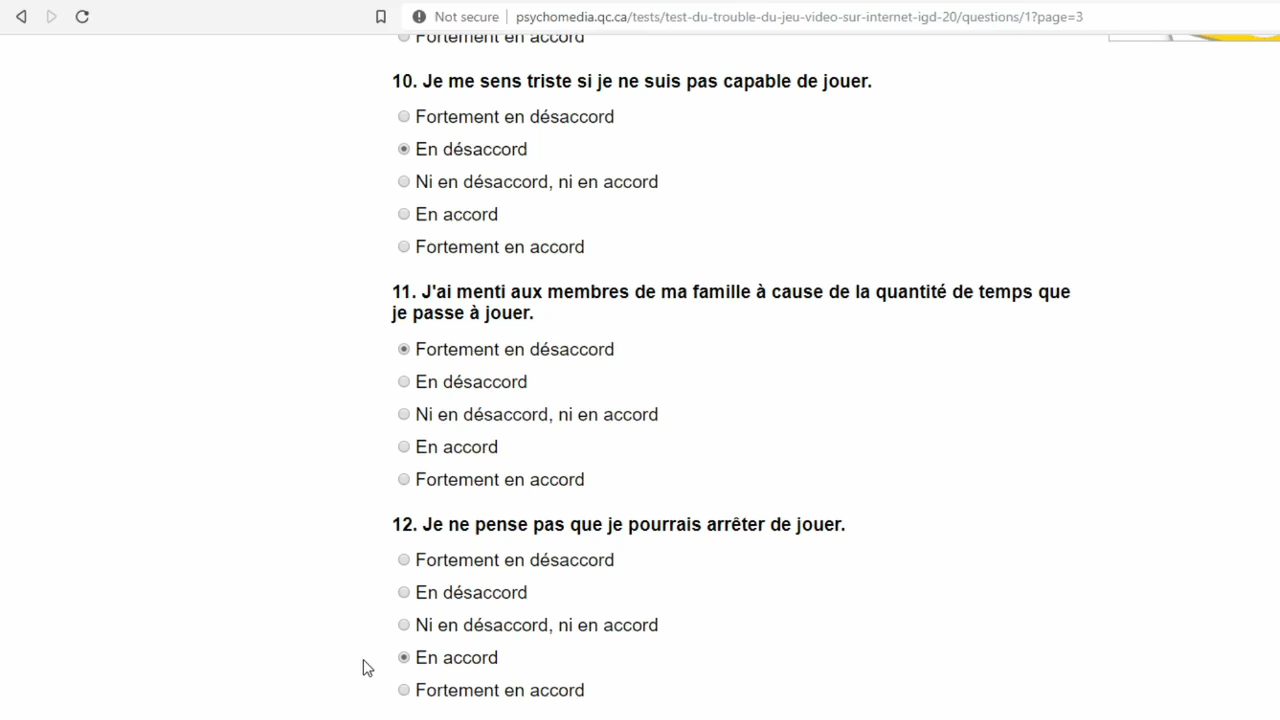 Not secure
psychomedia.qc.ca/tests/test-du-trouble-du-jeu-video-sur-internet-igd-20/questions/1?page=3
Fortement en accord
10. Je me sens triste si je ne suis pas capable de jouer.
Fortement en désaccord
En désaccord
Ni en désaccord, ni en accord
En accord
Fortement en accord
11. J'ai menti aux membres de ma famille à cause de la quantité de temps que
je passe à jouer.
Fortement en désaccord
En désaccord
Ni en désaccord, ni en accord
En accord
Fortement en accord
12. Je ne pense pas que je pourrais arrêter de jouer.
Fortement en désaccord
En désaccord
Ni en désaccord, ni en accord
En accord
Fortement en accord